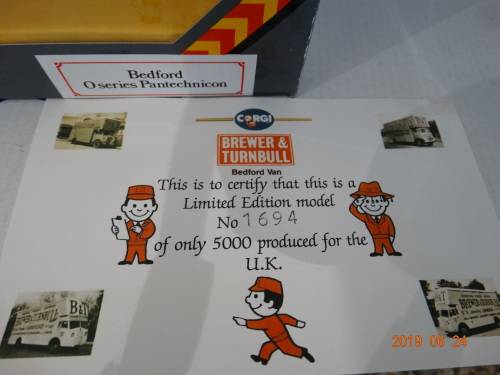 Bedford
O series Pantechnicon
CORGI
BREWER &
TURNBULL
Bedford Van
This is to certify that this is a
Limited Edition model
No 1694
of only 5000 produced for the
U.K.
B&T
2019 06 24